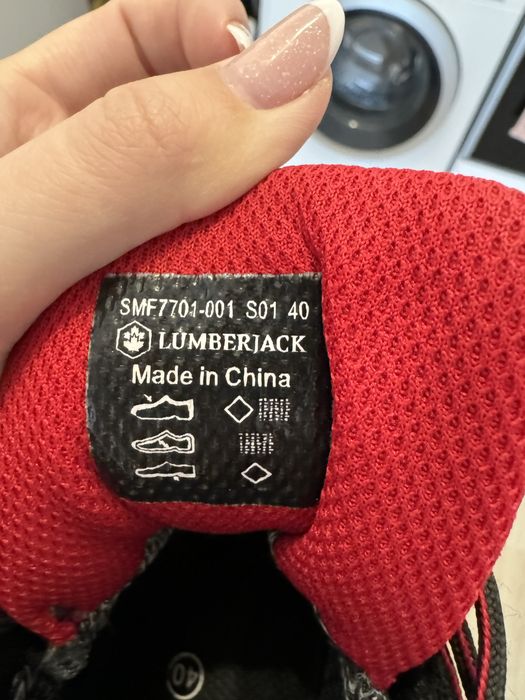 SMF7701-001 S01 40
LUMBERJACK
Made in China
40